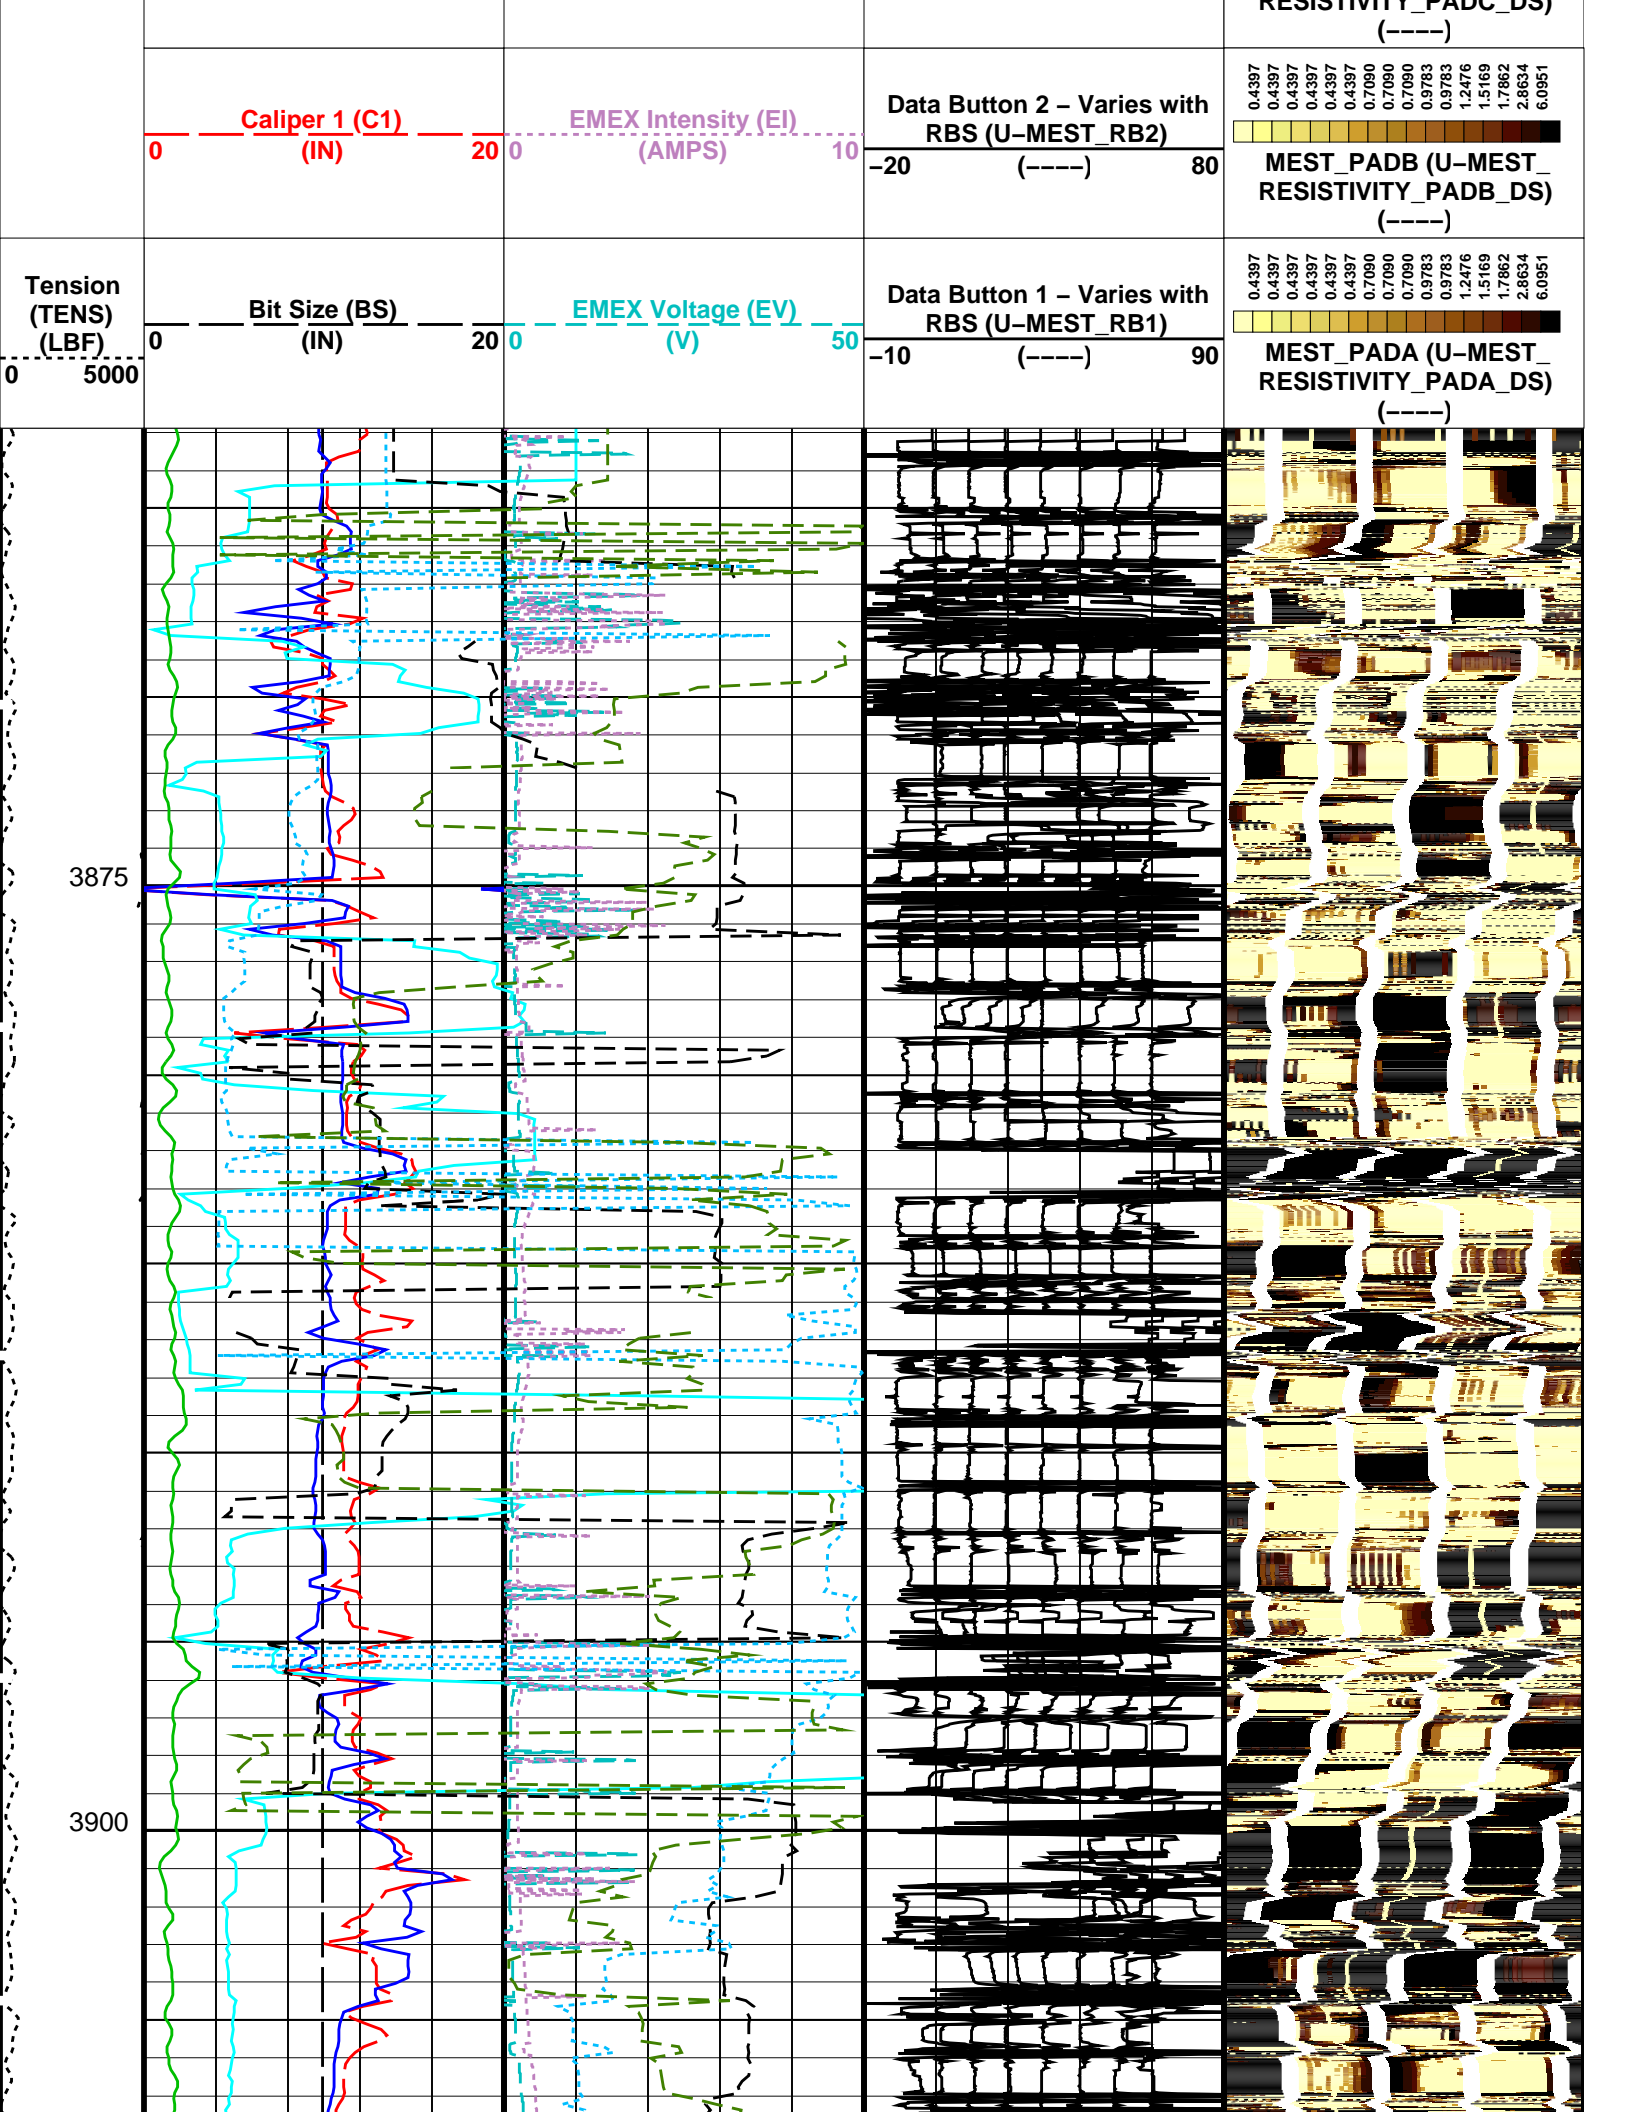 RESISTIVITY_PADC_DS)
(----)
Caliper 1 (C1)
0 (IN) 20
EMEX Intensity (EI)
0 (AMPS) 10
Data Button 2 – Varies with
RBS (U–MEST_RB2)
–20 (----) 80
0.4397 0.4397 0.4397 0.4397 0.4397 0.4397 0.7090 0.7090 0.7090 0.9783 0.9783 1.2476 1.5169 1.7862 2.8634 6.0951
MEST_PADB (U–MEST_
RESISTIVITY_PADB_DS)
(----)
Tension
(TENS)
(LBF)
0 5000
Bit Size (BS)
0 (IN) 20
EMEX Voltage (EV)
0 (V) 50
Data Button 1 – Varies with
RBS (U–MEST_RB1)
–10 (----) 90
0.4397 0.4397 0.4397 0.4397 0.4397 0.4397 0.7090 0.7090 0.7090 0.9783 0.9783 1.2476 1.5169 1.7862 2.8634 6.0951
MEST_PADA (U–MEST_
RESISTIVITY_PADA_DS)
(----)
3875
3900